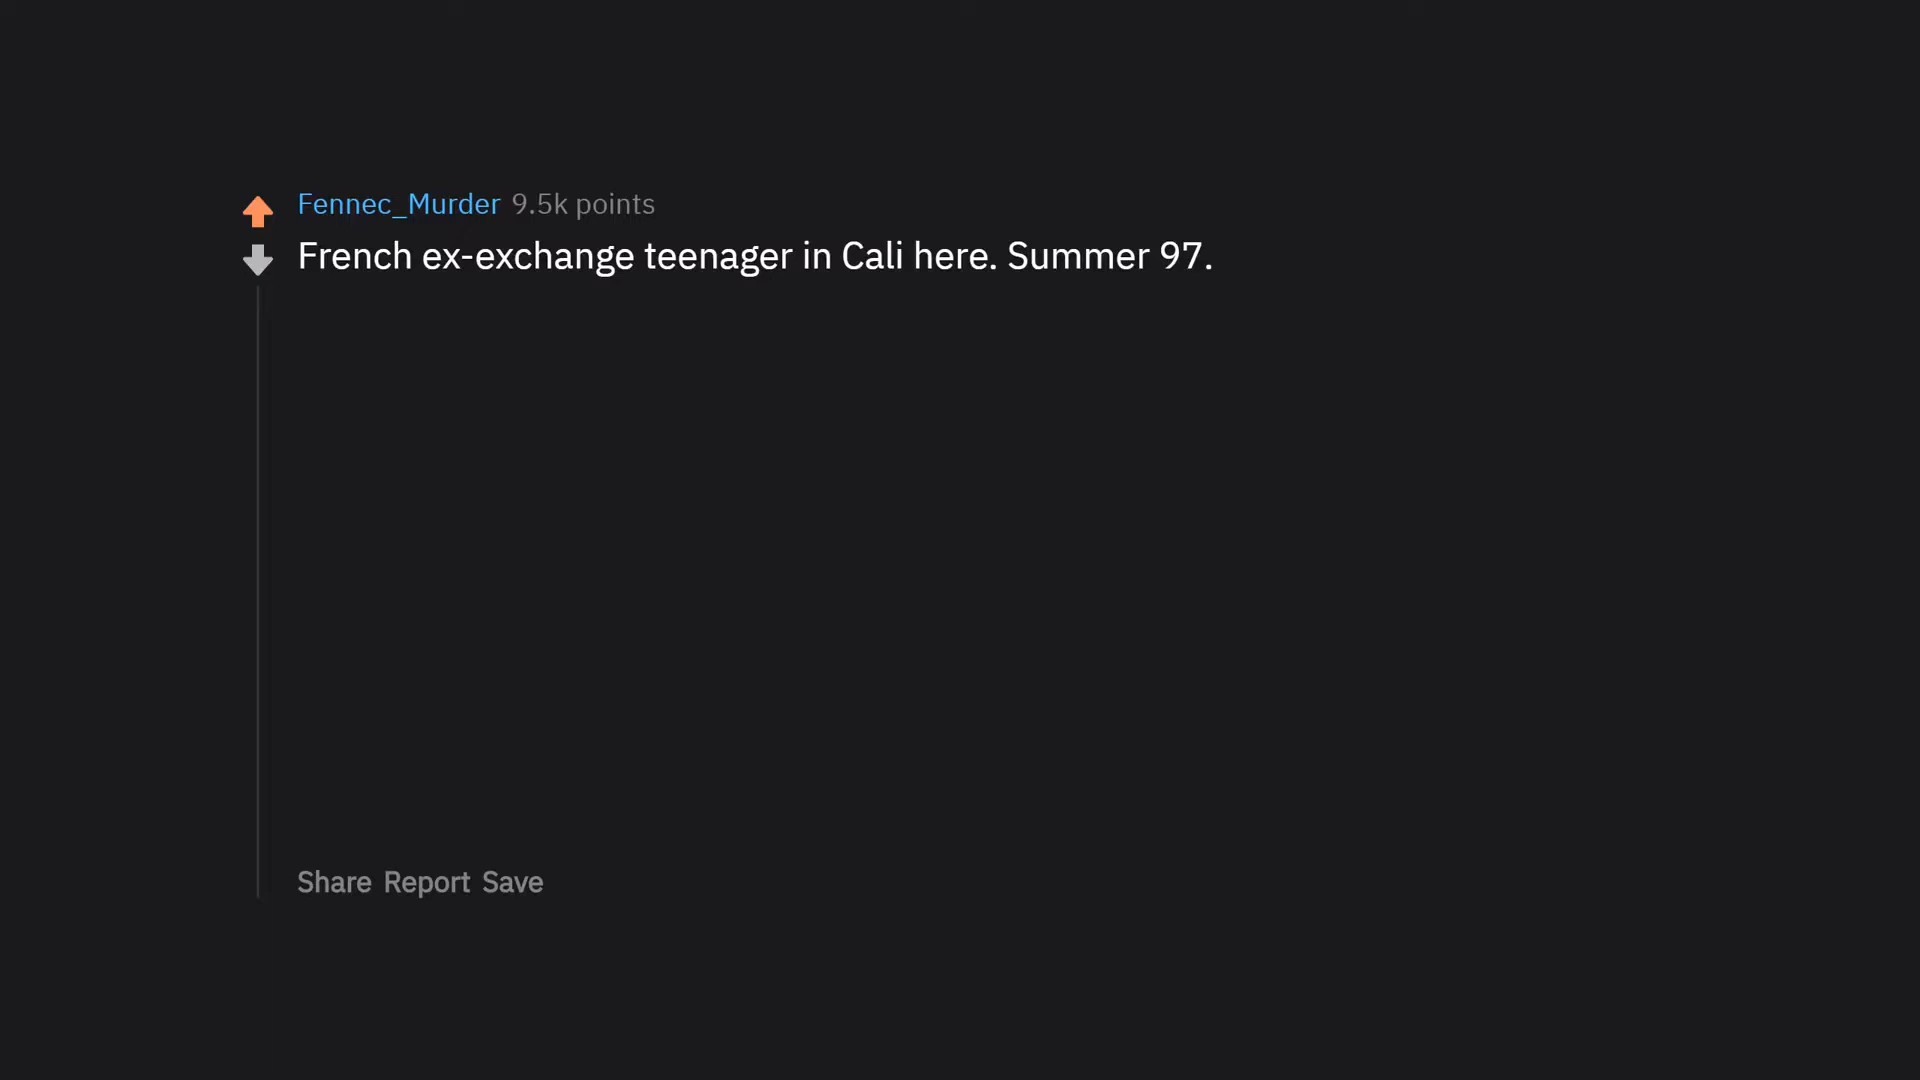 Fennec_Murder 9.5k points
French ex-exchange teenager in Cali here. Summer 97.
Share Report Save